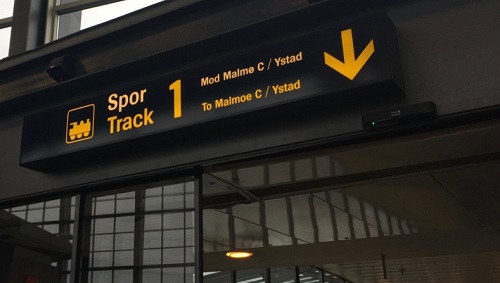 Spor
Track
1
Mod Malmø C / Ystad
To Malmoe C / Ystad